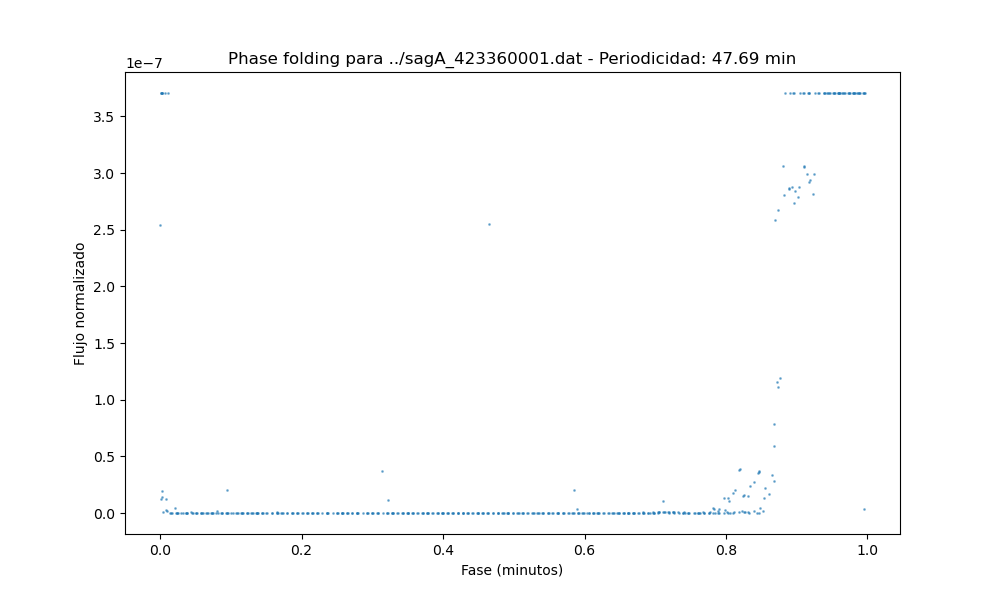 Phase folding para ../sagA_423360001.dat - Periodicidad: 47.69 min
1e−7
3.5
3.0
2.5
2.0
1.5
1.0
0.5
0.0
Flujo normalizado
0.0 0.2 0.4 0.6 0.8 1.0
Fase (minutos)